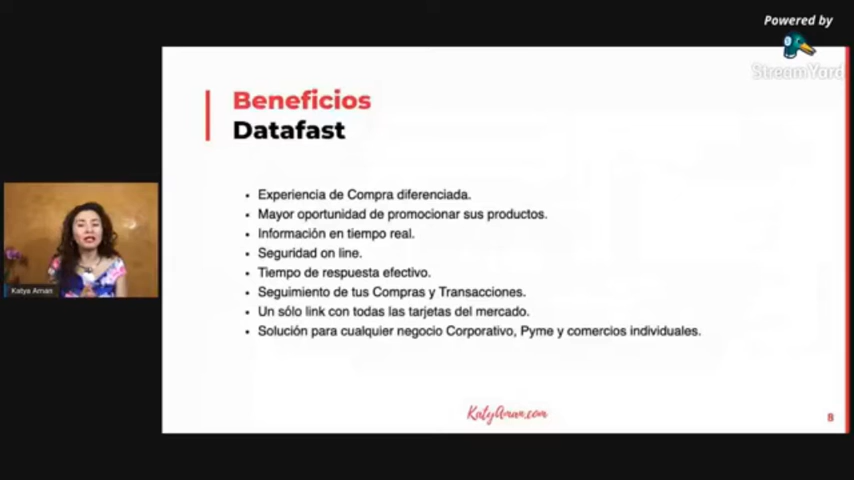 Powered by
StreamYard
Beneficios
Datafast
• Experiencia de Compra diferenciada.
• Mayor oportunidad de promocionar sus productos.
• Información en tiempo real.
• Seguridad on line.
• Tiempo de respuesta efectivo.
• Seguimiento de tus Compras y Transacciones.
• Un sólo link con todas las tarjetas del mercado.
• Solución para cualquier negocio Corporativo, Pyme y comercios individuales.
Katya Aman
KatyAman.com
8